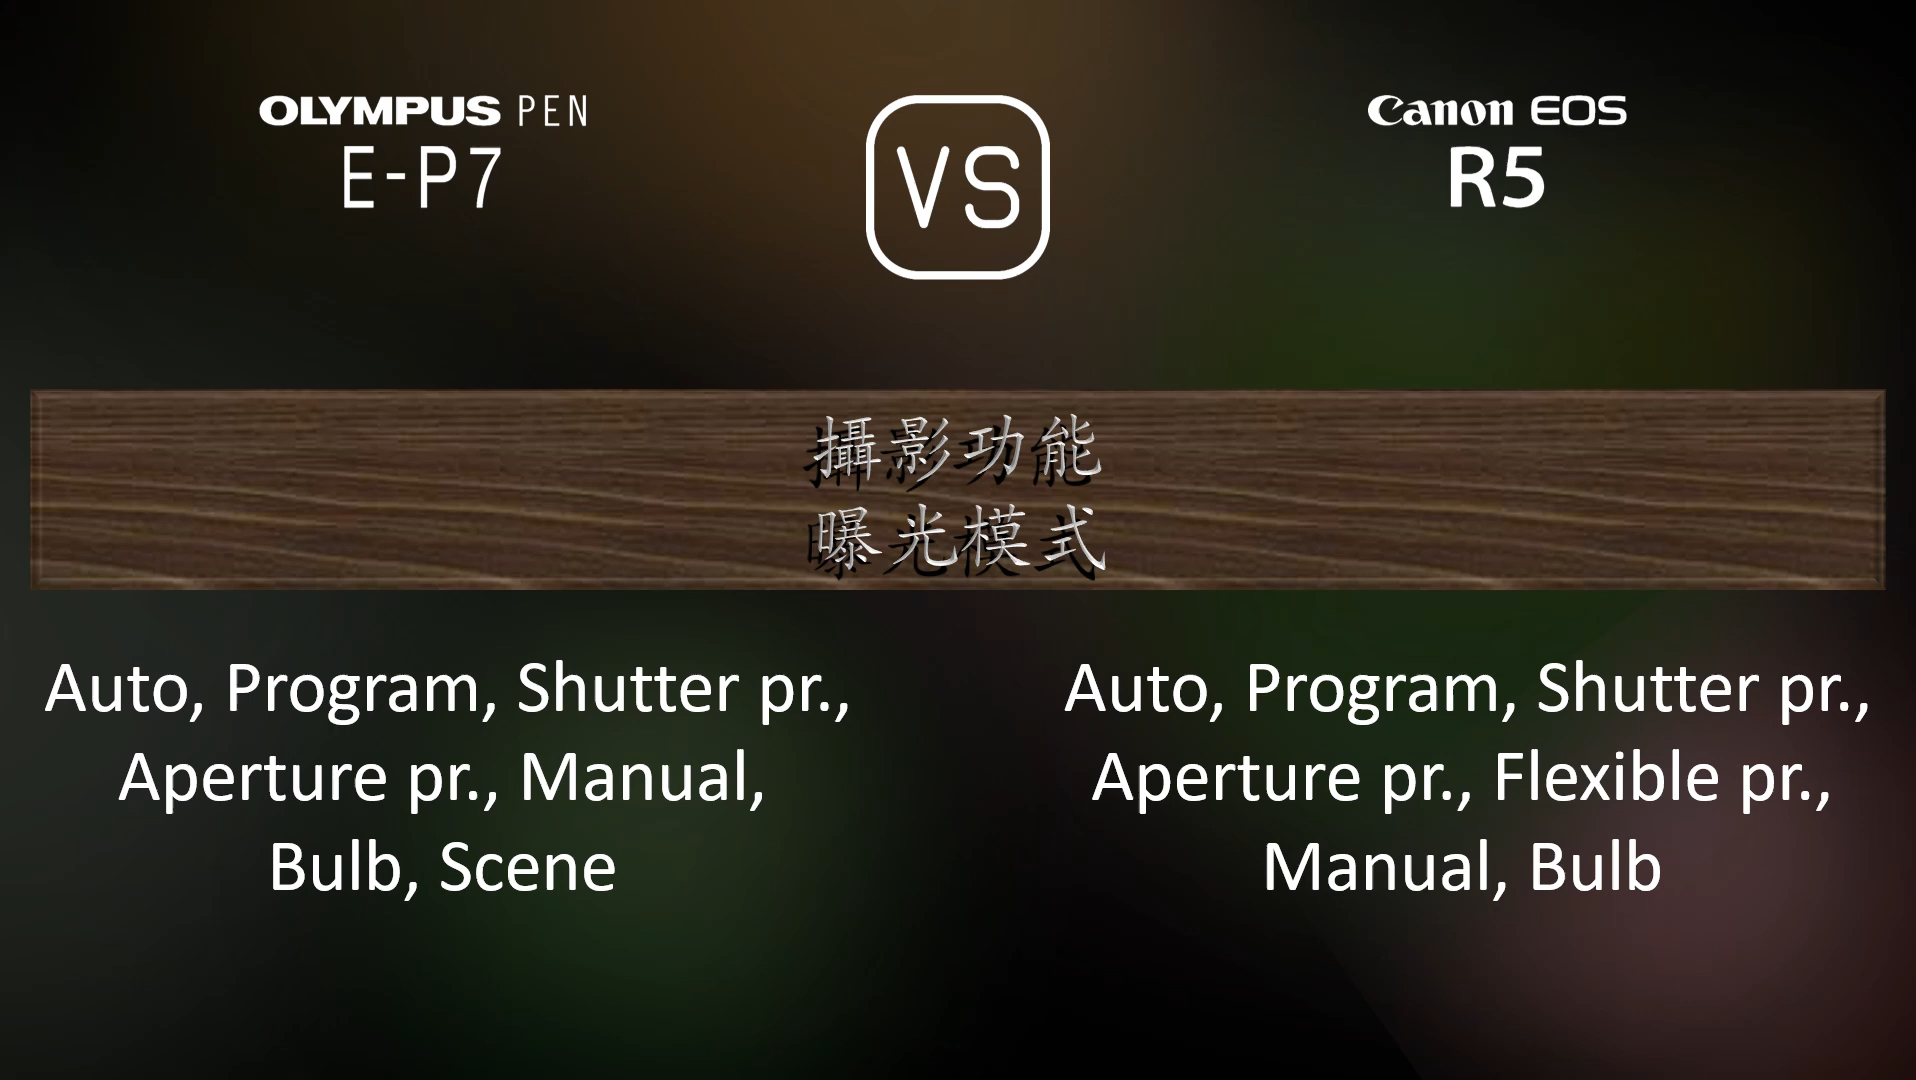 OLYMPUS PEN
E-P7
VS
Canon EOS
R5
攝影功能
曝光模式
Auto, Program, Shutter pr.,
Aperture pr., Manual,
Bulb, Scene
Auto, Program, Shutter pr.,
Aperture pr., Flexible pr.,
Manual, Bulb